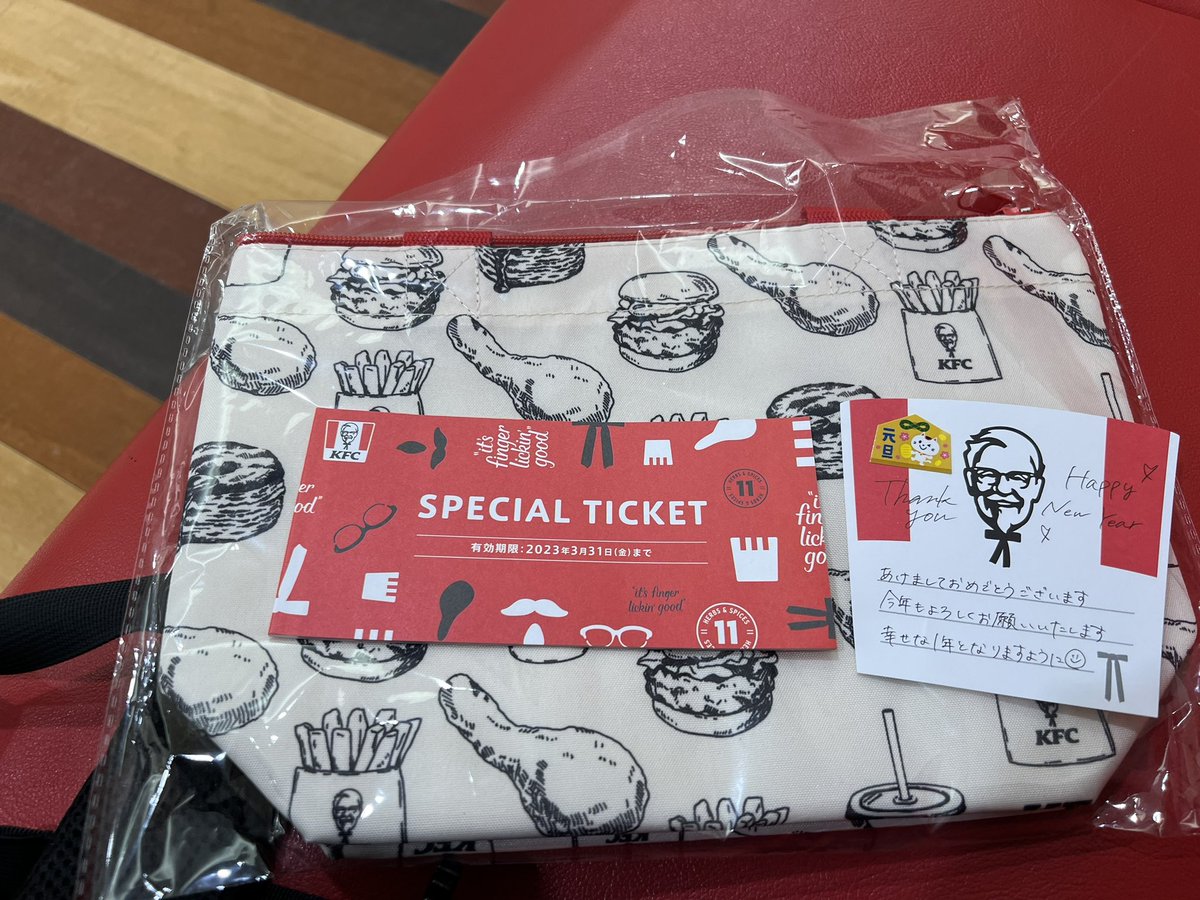 KFC
KFC
"it's
finger
lickin'
good"
HERBS & SPICES
11
SPECIAL TICKET
有効期限:2023年3月31日(金)まで
"it's finger
lickin' good"
HERBS & SPICES
11
元旦
Thank
you
Happy
New Year
あけましておめでとうございます
今年もよろしくお願いいたします
幸せな1年となりますように
KFC